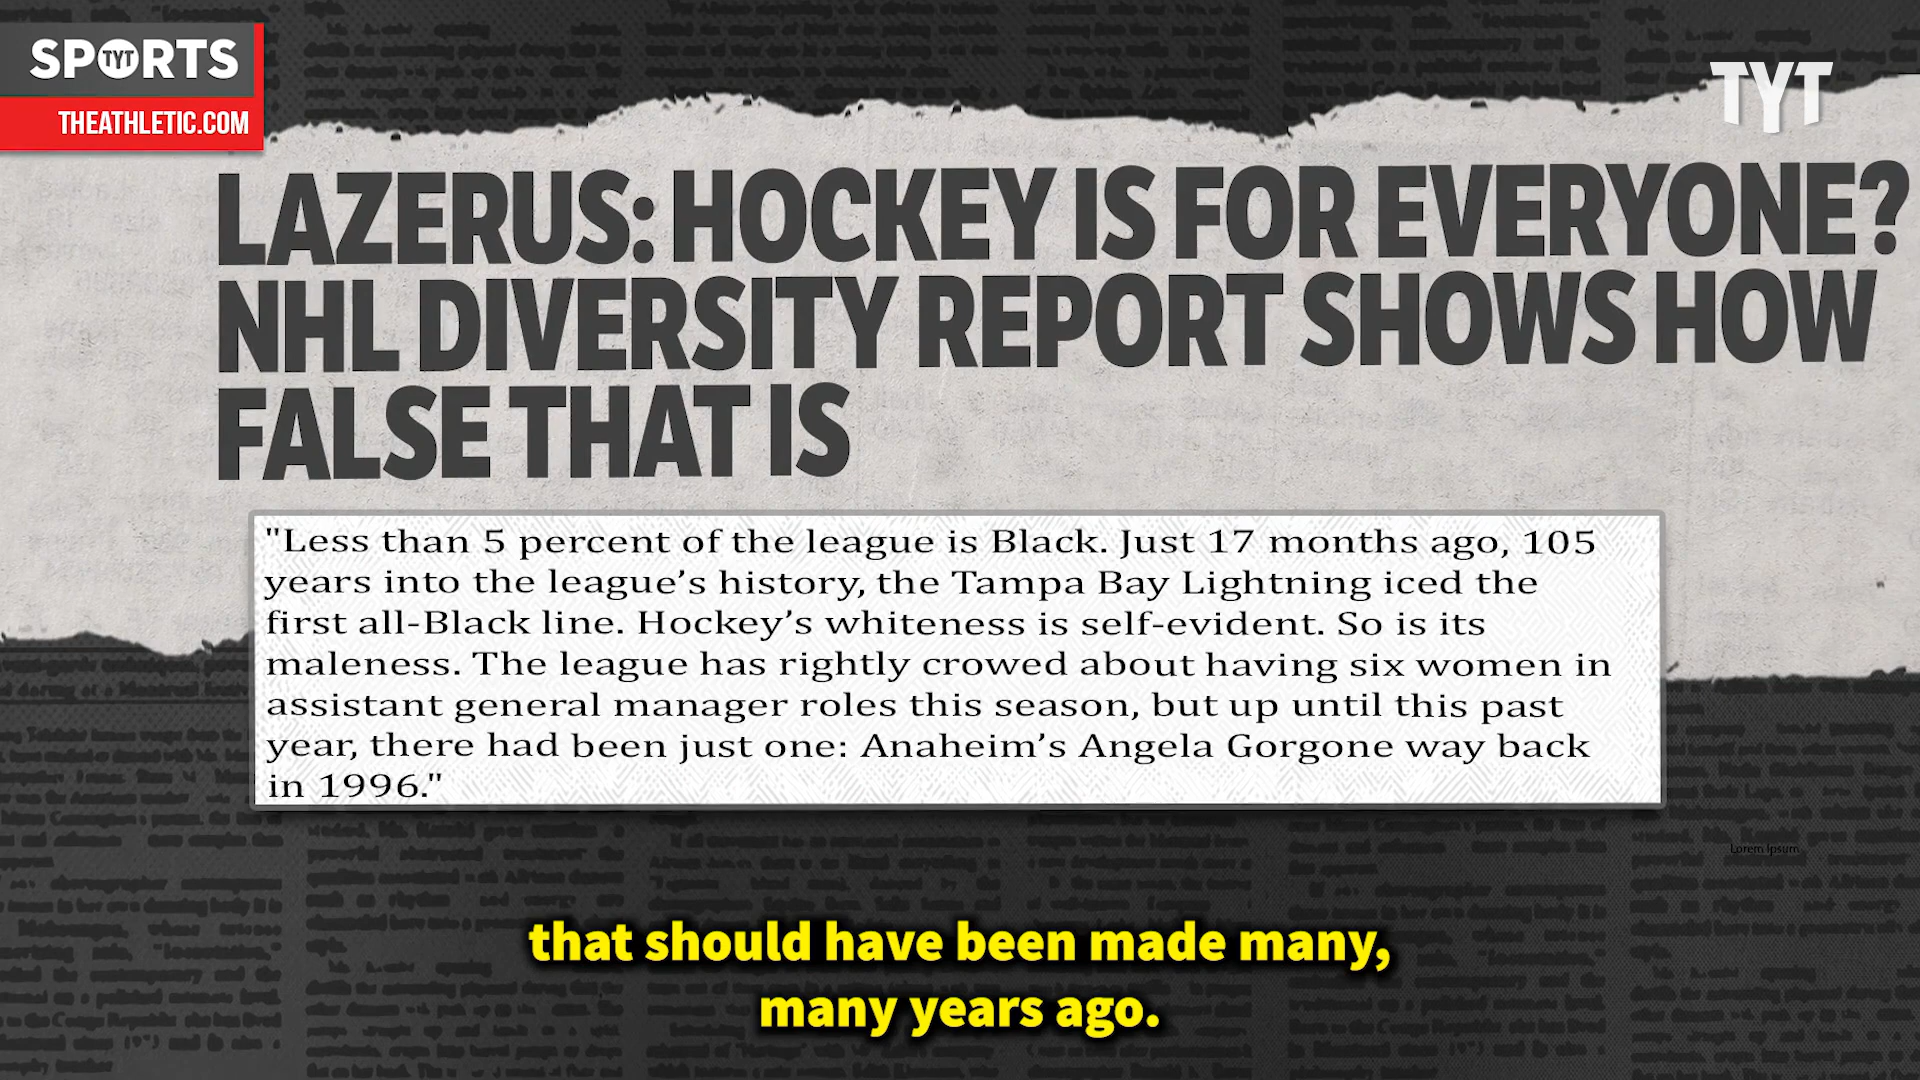 SPORTS
TYT
THEATHLETIC.COM
TYT
LAZERUS: HOCKEY IS FOR EVERYONE?
NHL DIVERSITY REPORT SHOWS HOW
FALSE THAT IS
"Less than 5 percent of the league is Black. Just 17 months ago, 105
years into the league’s history, the Tampa Bay Lightning iced the
first all-Black line. Hockey’s whiteness is self-evident. So is its
maleness. The league has rightly crowed about having six women in
assistant general manager roles this season, but up until this past
year, there had been just one: Anaheim’s Angela Gorgone way back
in 1996."
Lorem Ipsum
that should have been made many,
many years ago.